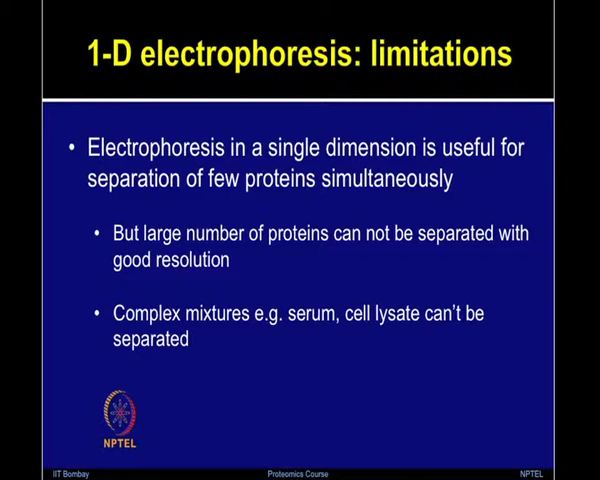 1-D electrophoresis: limitations
• Electrophoresis in a single dimension is useful for
separation of few proteins simultaneously
• But large number of proteins can not be separated with
good resolution
• Complex mixtures e.g. serum, cell lysate can't be
separated
NPTEL
IIT Bombay
Proteomics Course
NPTEL